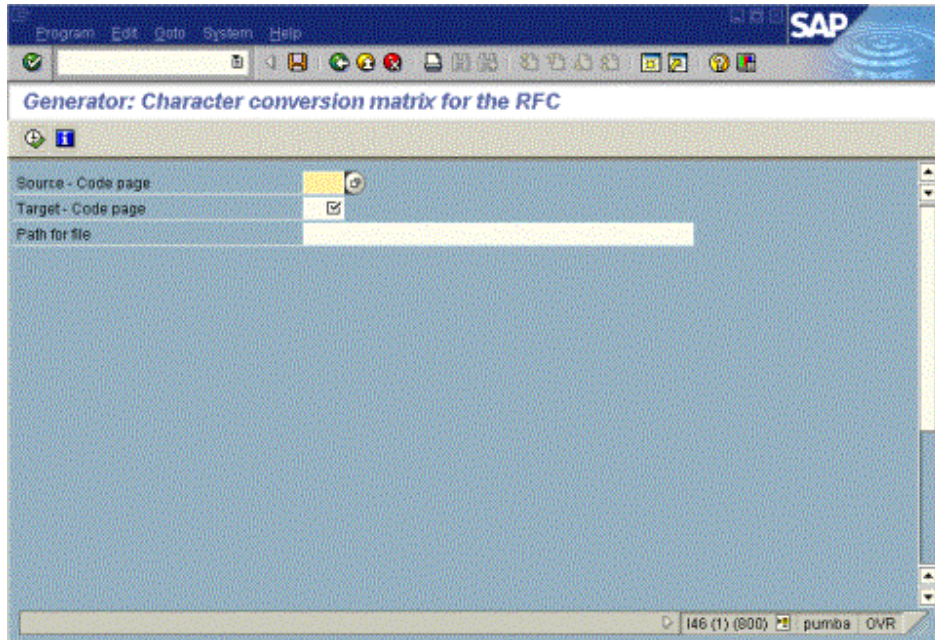 Program Edit Goto System Help
SAP
Generator: Character conversion matrix for the RFC
Source - Code page
Target - Code page
Path for file
I46 (1) (800) pumba OVR